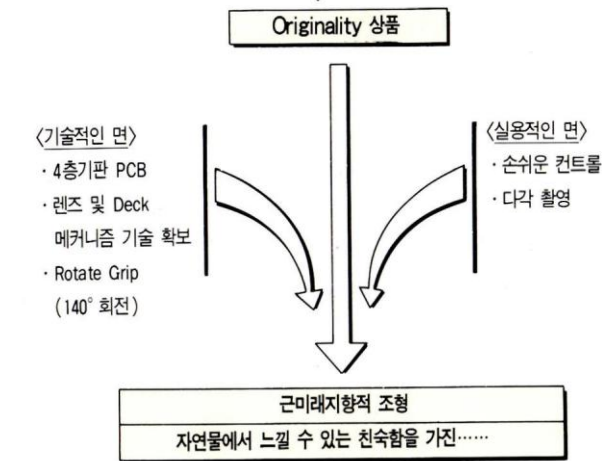 Originality 상품
〈기술적인 면〉
· 4층기판 PCB
· 렌즈 및 Deck
메커니즘 기술 확보
· Rotate Grip
(140° 회전)
〈실용적인 면〉
· 손쉬운 컨트롤
· 다각 촬영
근미래지향적 조형
자연물에서 느낄 수 있는 친숙함을 가진……